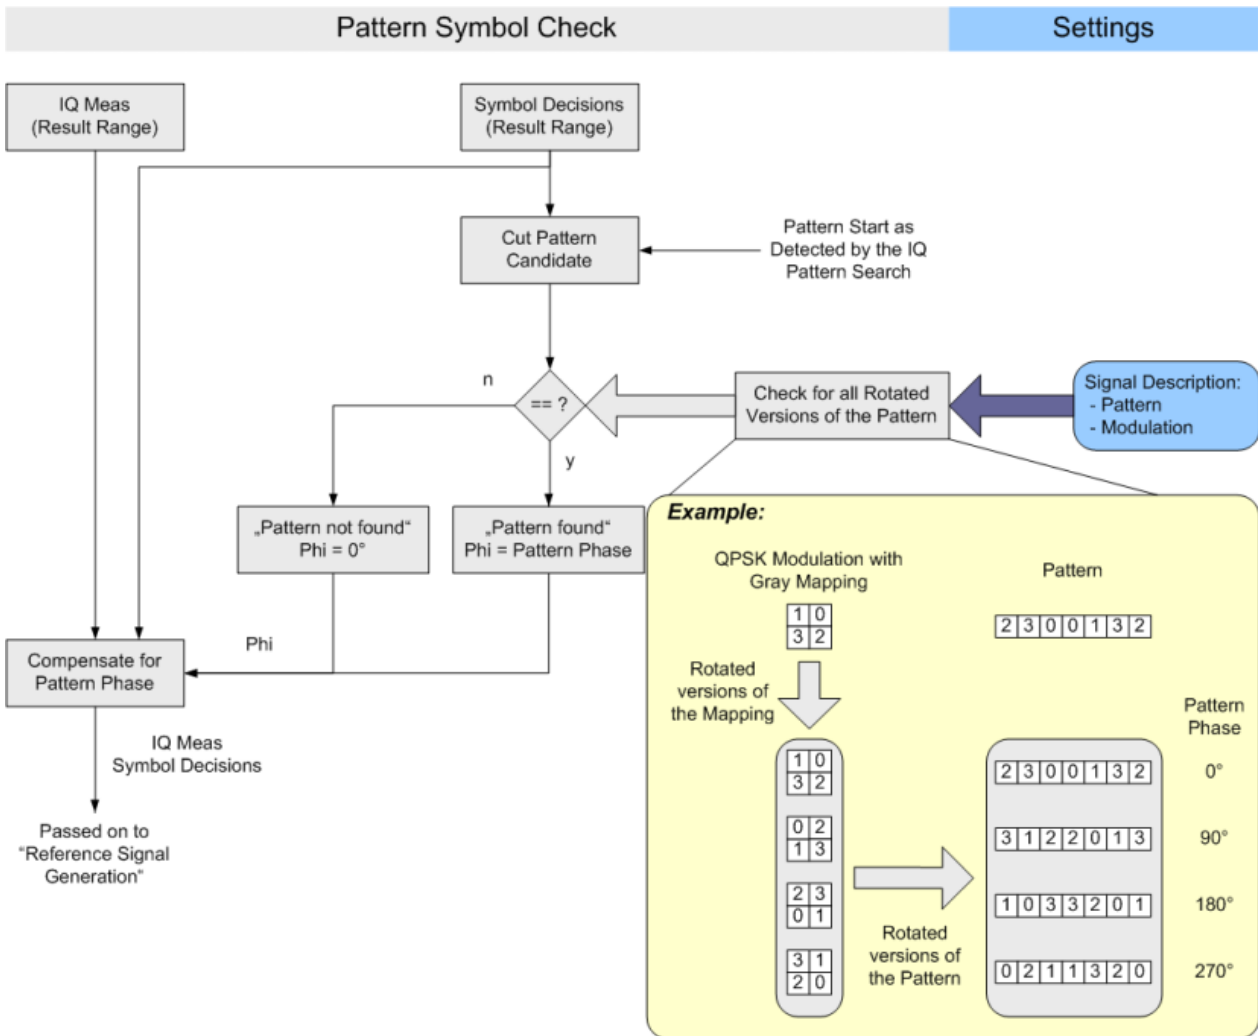 Pattern Symbol Check
Settings
IQ Meas
(Result Range)
Symbol Decisions
(Result Range)
Cut Pattern
Candidate
Pattern Start as
Detected by the IQ
Pattern Search
n
== ?
y
Check for all Rotated
Versions of the Pattern
Signal Description:
- Pattern
- Modulation
„Pattern not found“
Phi = 0°
„Pattern found“
Phi = Pattern Phase
Phi
Compensate for
Pattern Phase
IQ Meas
Symbol Decisions
Passed on to
“Reference Signal
Generation“
Example:
QPSK Modulation with
Gray Mapping
1 0
3 2
Pattern
2 3 0 0 1 3 2
Rotated
versions of
the Mapping
Pattern
Phase
1 0
3 2
2 3 0 0 1 3 2 0°
0 2
1 3
3 1 2 2 0 1 3 90°
2 3
0 1
1 0 3 3 2 0 1 180°
3 1
2 0
0 2 1 1 3 2 0 270°
Rotated
versions of
the Pattern